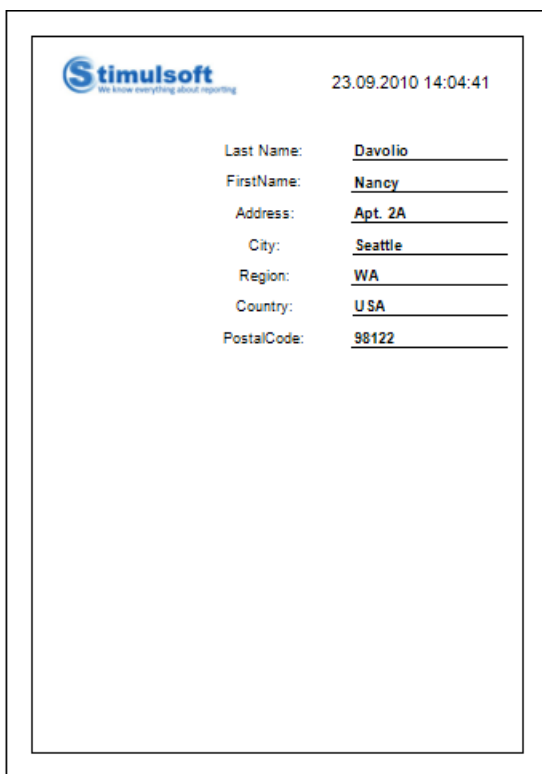 Stimulsoft
We know everything about reporting
23.09.2010 14:04:41
Last Name: Davolio
FirstName: Nancy
Address: Apt. 2A
City: Seattle
Region: WA
Country: USA
PostalCode: 98122